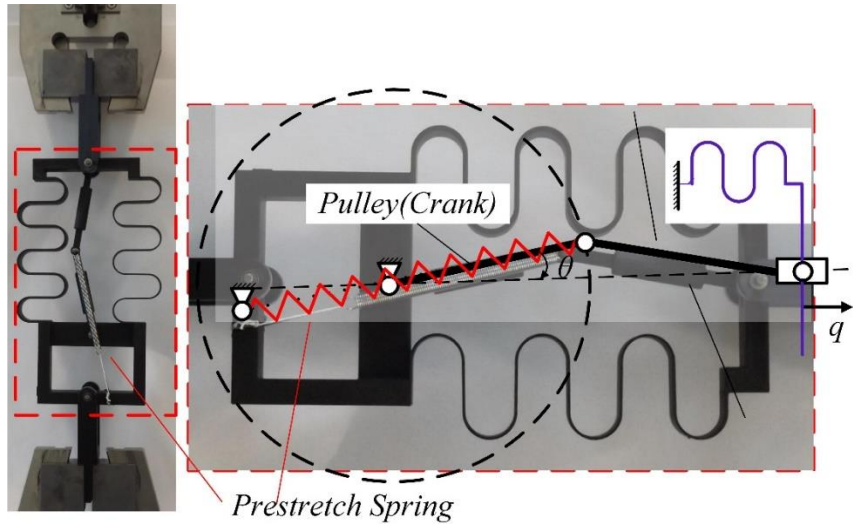 Pulley(Crank)
θ
q
Prestretch Spring